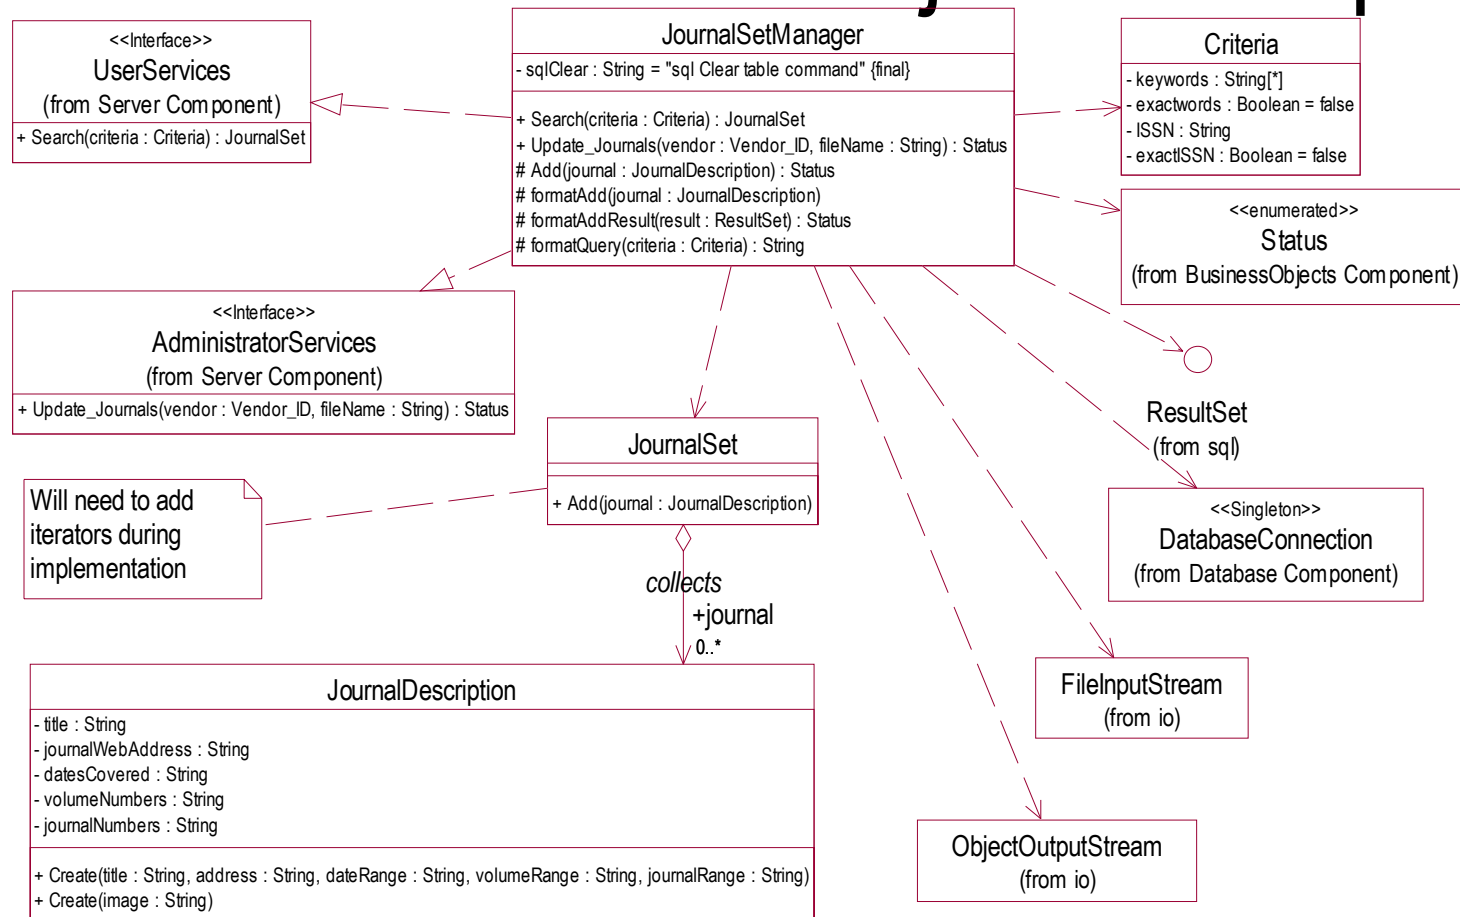 <<Interface>>
UserServices
(from Server Component)
+ Search(criteria : Criteria) : JournalSet
JournalSetManager
- sqlClear : String = "sql Clear table command" {final}
+ Search(criteria : Criteria) : JournalSet
+ Update_Journals(vendor : Vendor_ID, fileName : String) : Status
# Add(journal : JournalDescription) : Status
# formatAdd(journal : JournalDescription)
# formatAddResult(result : ResultSet) : Status
# formatQuery(criteria : Criteria) : String
Criteria
- keywords : String[*]
- exactwords : Boolean = false
- ISSN : String
- exactISSN : Boolean = false
<<enumerated>>
Status
(from BusinessObjects Component)
<<Interface>>
AdministratorServices
(from Server Component)
+ Update_Journals(vendor : Vendor_ID, fileName : String) : Status
ResultSet
(from sql)
JournalSet
+ Add(journal : JournalDescription)
Will need to add
iterators during
implementation
<<Singleton>>
DatabaseConnection
(from Database Component)
collects
+journal
0..*
FileInputStream
(from io)
JournalDescription
- title : String
- journalWebAddress : String
- datesCovered : String
- volumeNumbers : String
- journalNumbers : String
+ Create(title : String, address : String, dateRange : String, volumeRange : String, journalRange : String)
+ Create(image : String)
ObjectOutputStream
(from io)